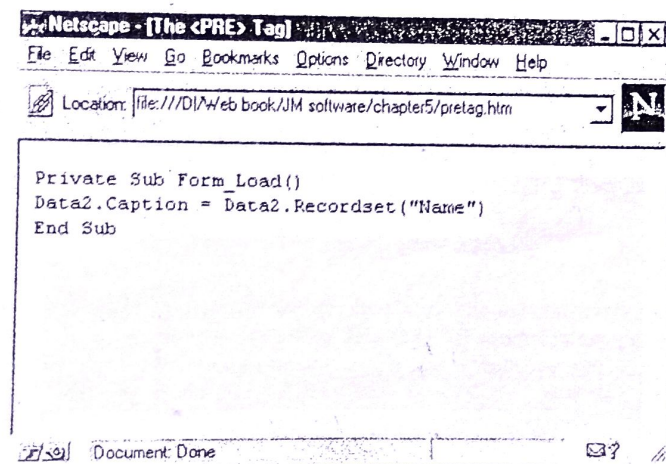 Netscape - [The <PRE> Tag]
File Edit View Go Bookmarks Options Directory Window Help
Location: file:///D|/Web book/JM software/chapter5/pretag.htm
N
Private Sub Form_Load()
Data2.Caption = Data2.Recordset("Name")
End Sub
Document: Done